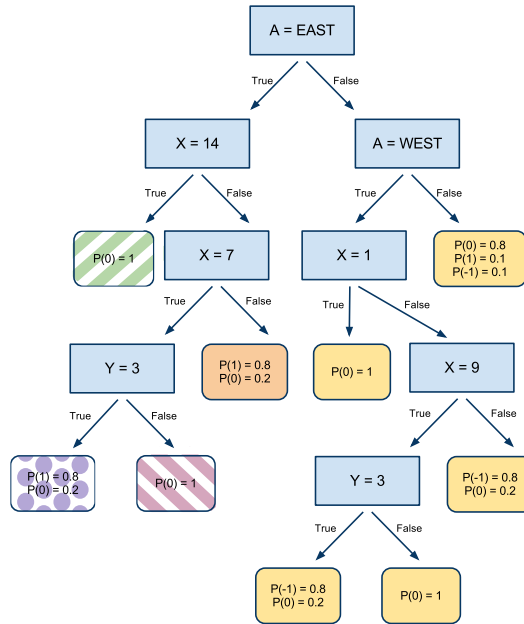 A = EAST
True
False
X = 14
A = WEST
True
False
True
False
P(0) = 1
X = 7
X = 1
P(0) = 0.8
P(1) = 0.1
P(-1) = 0.1
True
False
True
False
Y = 3
P(1) = 0.8
P(0) = 0.2
P(0) = 1
X = 9
True
False
True
False
P(1) = 0.8
P(0) = 0.2
P(0) = 1
Y = 3
P(-1) = 0.8
P(0) = 0.2
True
False
P(-1) = 0.8
P(0) = 0.2
P(0) = 1